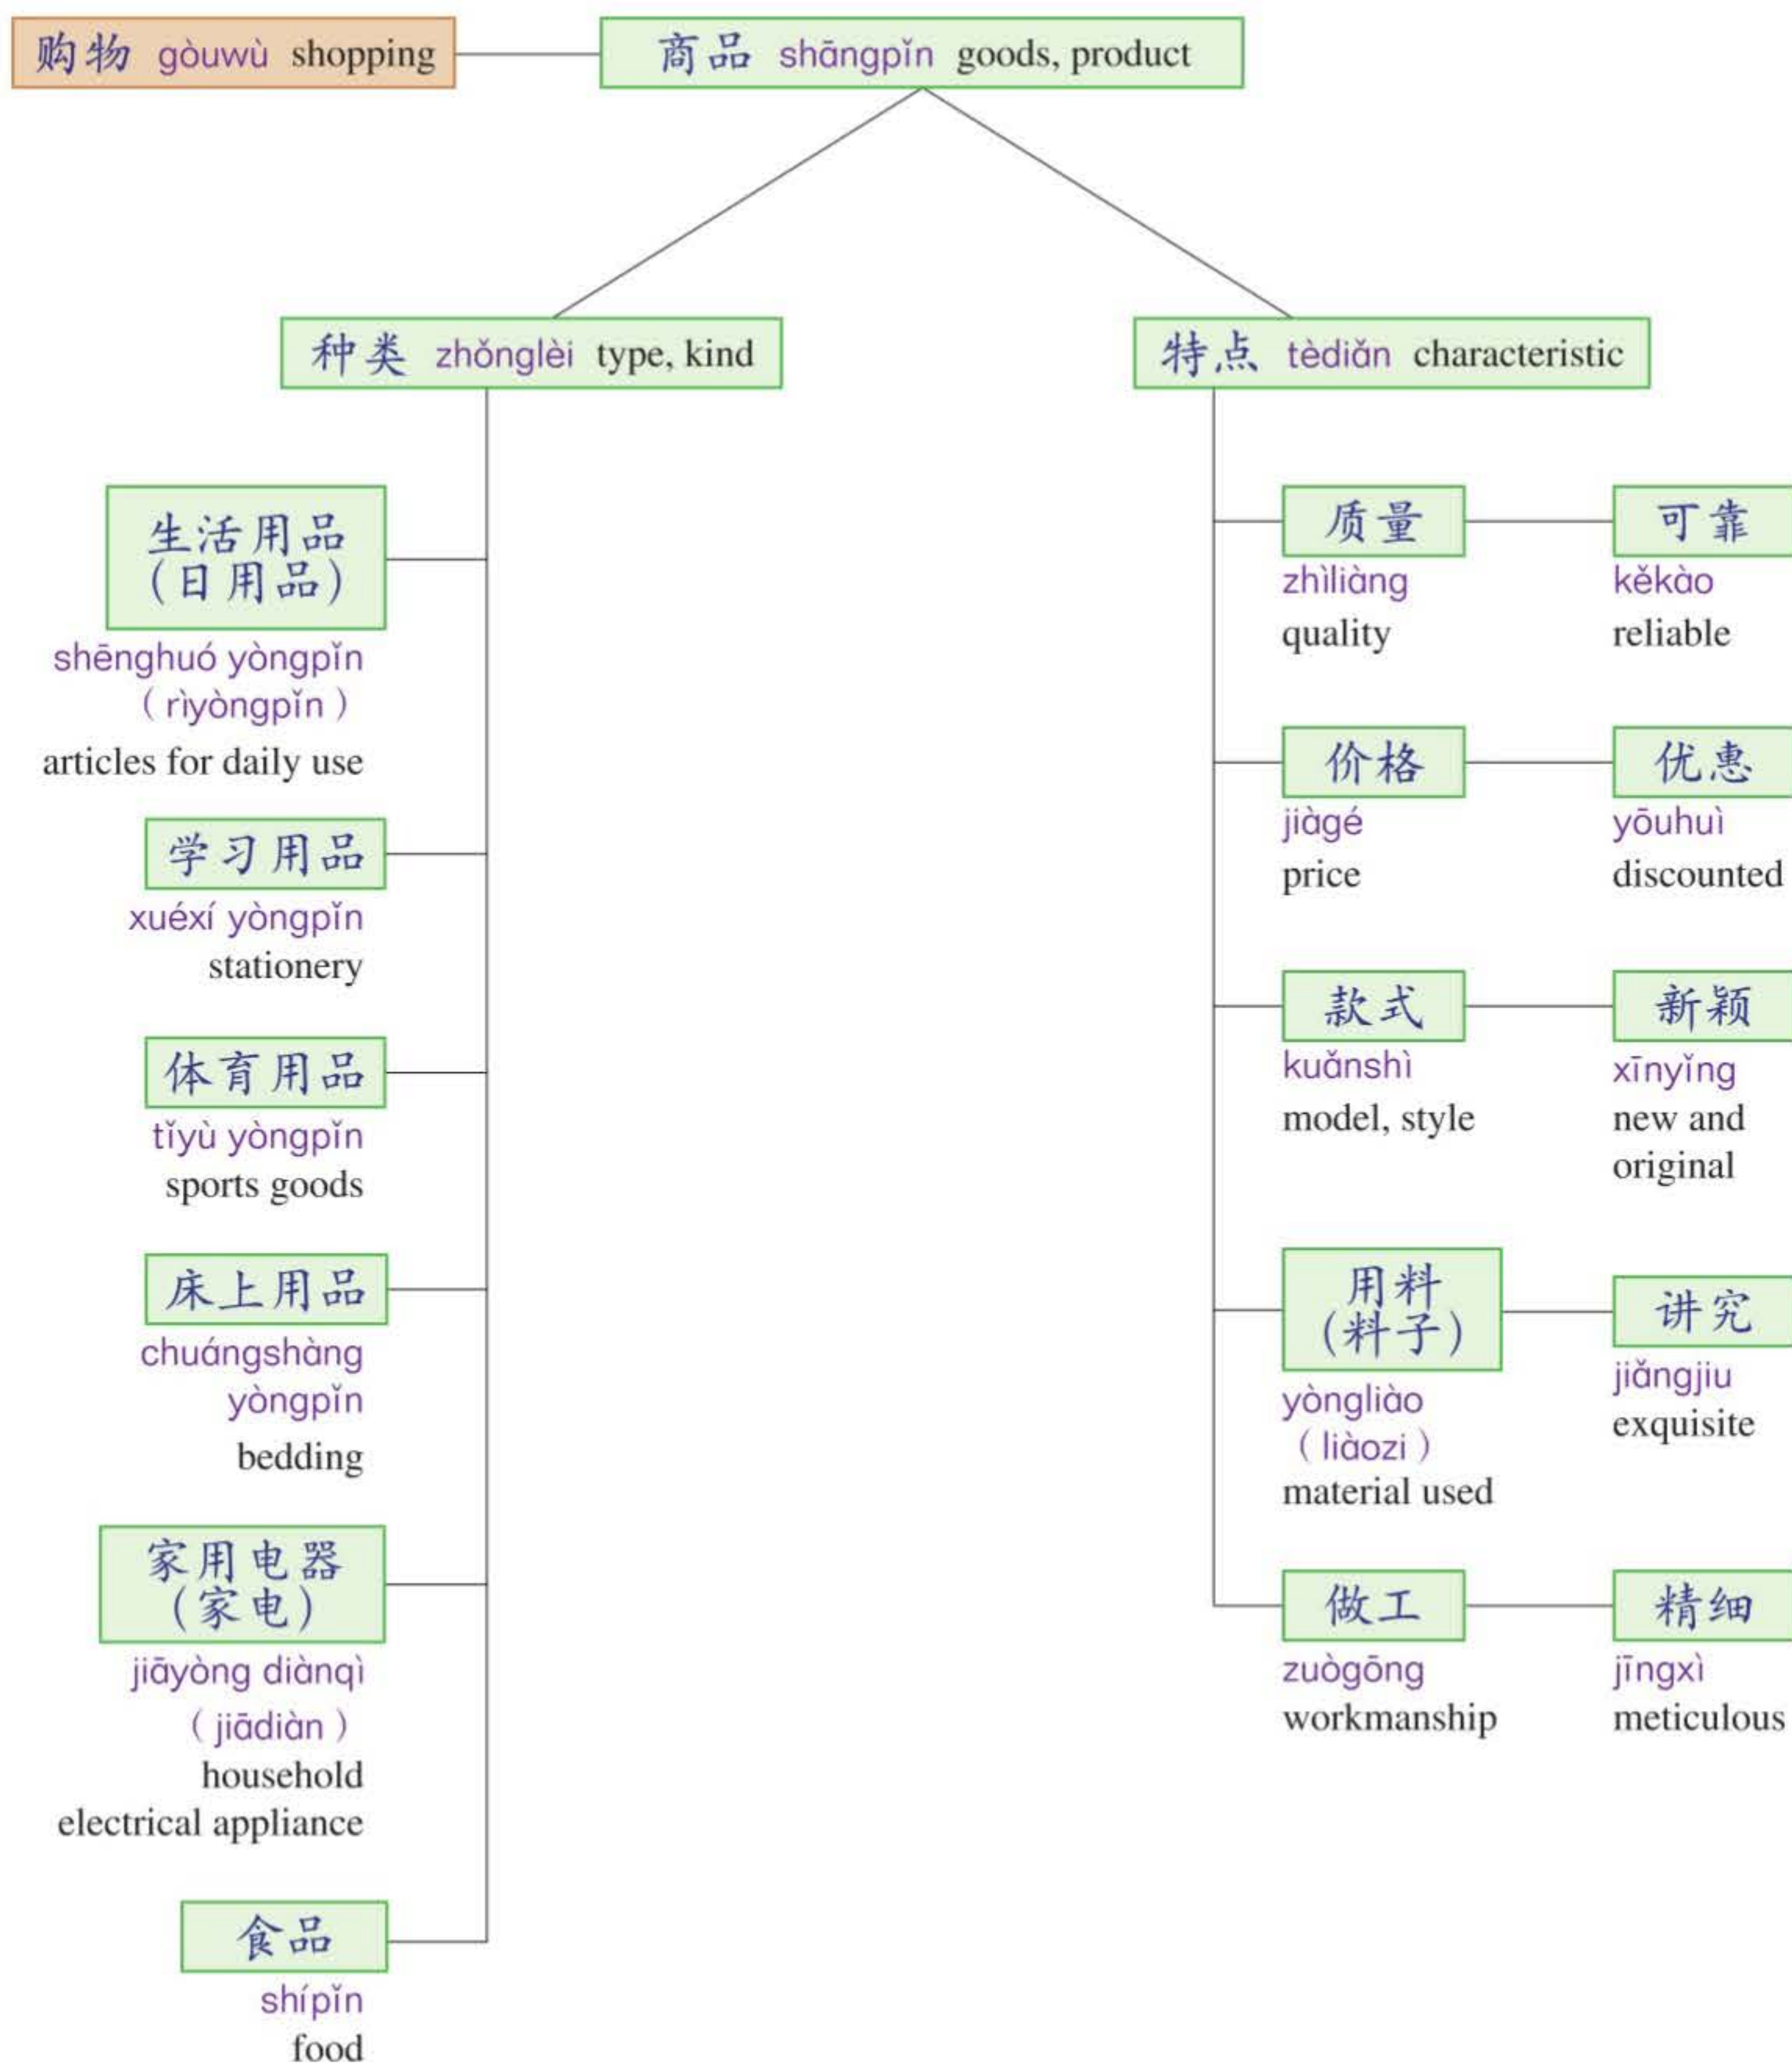 购物 gòuwù shopping
商品 shāngpǐn goods, product
种类 zhǒnglèi type, kind
生活用品
（日用品）
shēnghuó yòngpǐn
（rìyòngpǐn）
articles for daily use
学习用品
xuéxí yòngpǐn
stationery
体育用品
tǐyù yòngpǐn
sports goods
床上用品
chuángshàng
yòngpǐn
bedding
家用电器
（家电）
jiāyòng diànqì
（jiādiàn）
household
electrical appliance
食品
shípǐn
food
特点 tèdiǎn characteristic
质量
zhìliàng
quality
可靠
kěkào
reliable
价格
jiàgé
price
优惠
yōuhuì
discounted
款式
kuǎnshì
model, style
新颖
xīnyǐng
new and
original
用料
（料子）
yòngliào
（liàozi）
material used
讲究
jiǎngjiu
exquisite
做工
zuògōng
workmanship
精细
jīngxì
meticulous